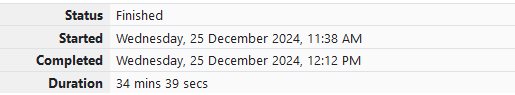 Status Finished
Started Wednesday, 25 December 2024, 11:38 AM
Completed Wednesday, 25 December 2024, 12:12 PM
Duration 34 mins 39 secs